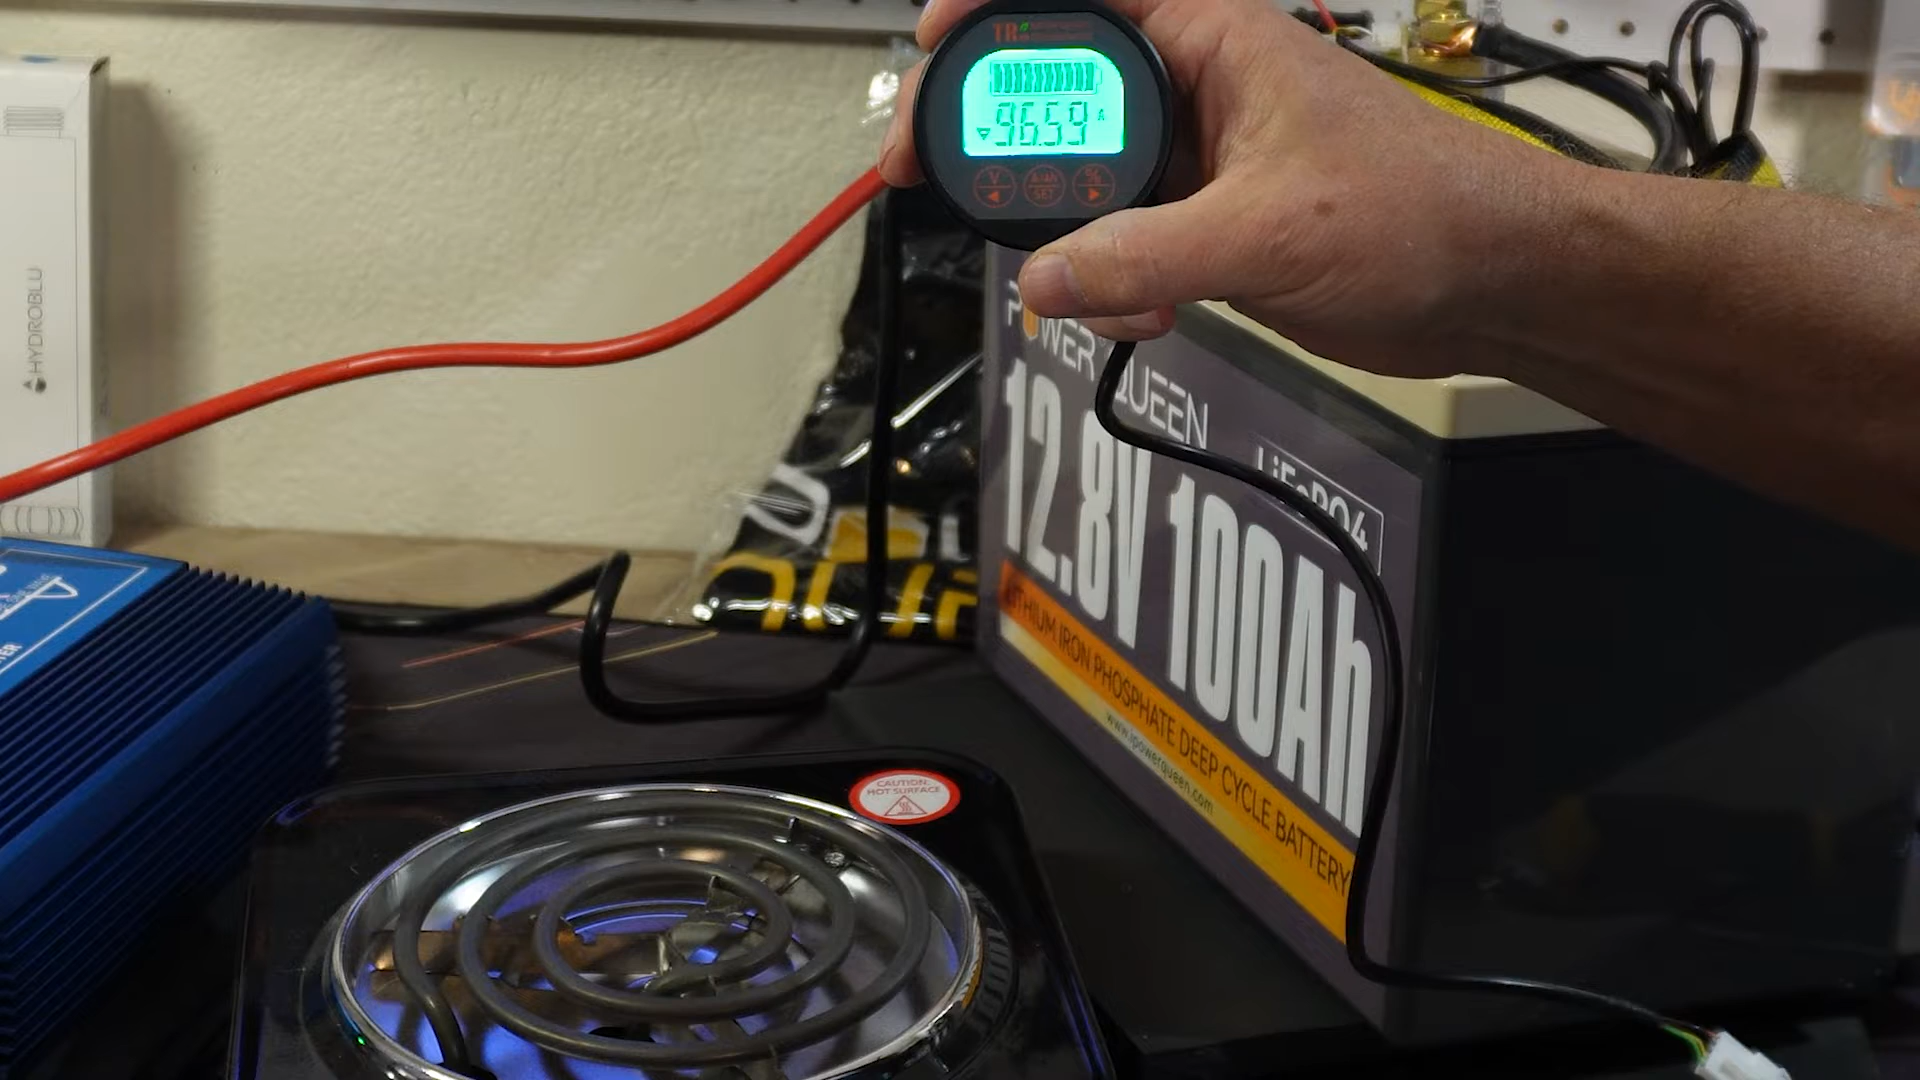 TR
96.59 A
V
SET
%
HYDROBLU
POWER QUEEN
LiFePO4
12.8V 100Ah
LITHIUM IRON PHOSPHATE DEEP CYCLE BATTERY
www.ipowerqueen.com
CAUTION:
HOT SURFACE